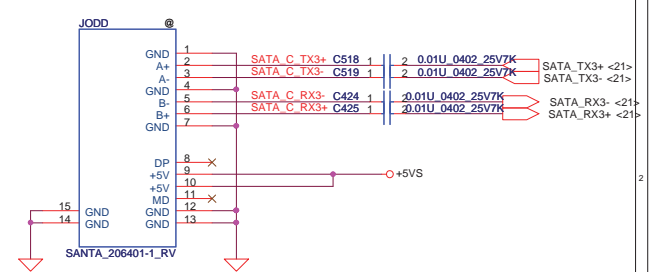 JODD @
GND 1
A+ 2 SATA_C_TX3+ C518 1 2 0.01U_0402_25V7K SATA_TX3+ <21>
A- 3 SATA_C_TX3- C519 1 2 0.01U_0402_25V7K SATA_TX3- <21>
GND 4
B- 5 SATA_C_RX3- C424 1 2 0.01U_0402_25V7K SATA_RX3- <21>
B+ 6 SATA_C_RX3+ C425 1 2 0.01U_0402_25V7K SATA_RX3+ <21>
GND 7
DP 8
+5V 9 +5VS
+5V 10
MD 11
15 GND GND 12
14 GND GND 13
SANTA_206401-1_RV
2